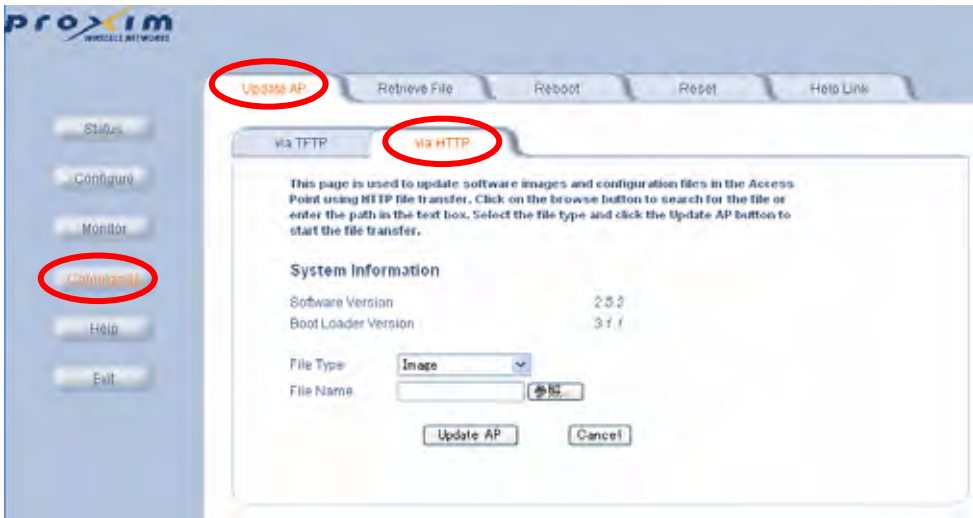 proxim
WIRELESS NETWORKS
Update AP Retrieve File Reboot Reset Help Link
Status
Configure
Monitor
Commands
Help
Exit
via TFTP via HTTP
This page is used to update software images and configuration files in the Access
Point using HTTP file transfer. Click on the browse button to search for the file or
enter the path in the text box. Select the file type and click the Update AP button to
start the file transfer.
System Information
Software Version 2.5.2
Boot Loader Version 3.1.1
File Type Image
File Name 参照...
Update AP Cancel